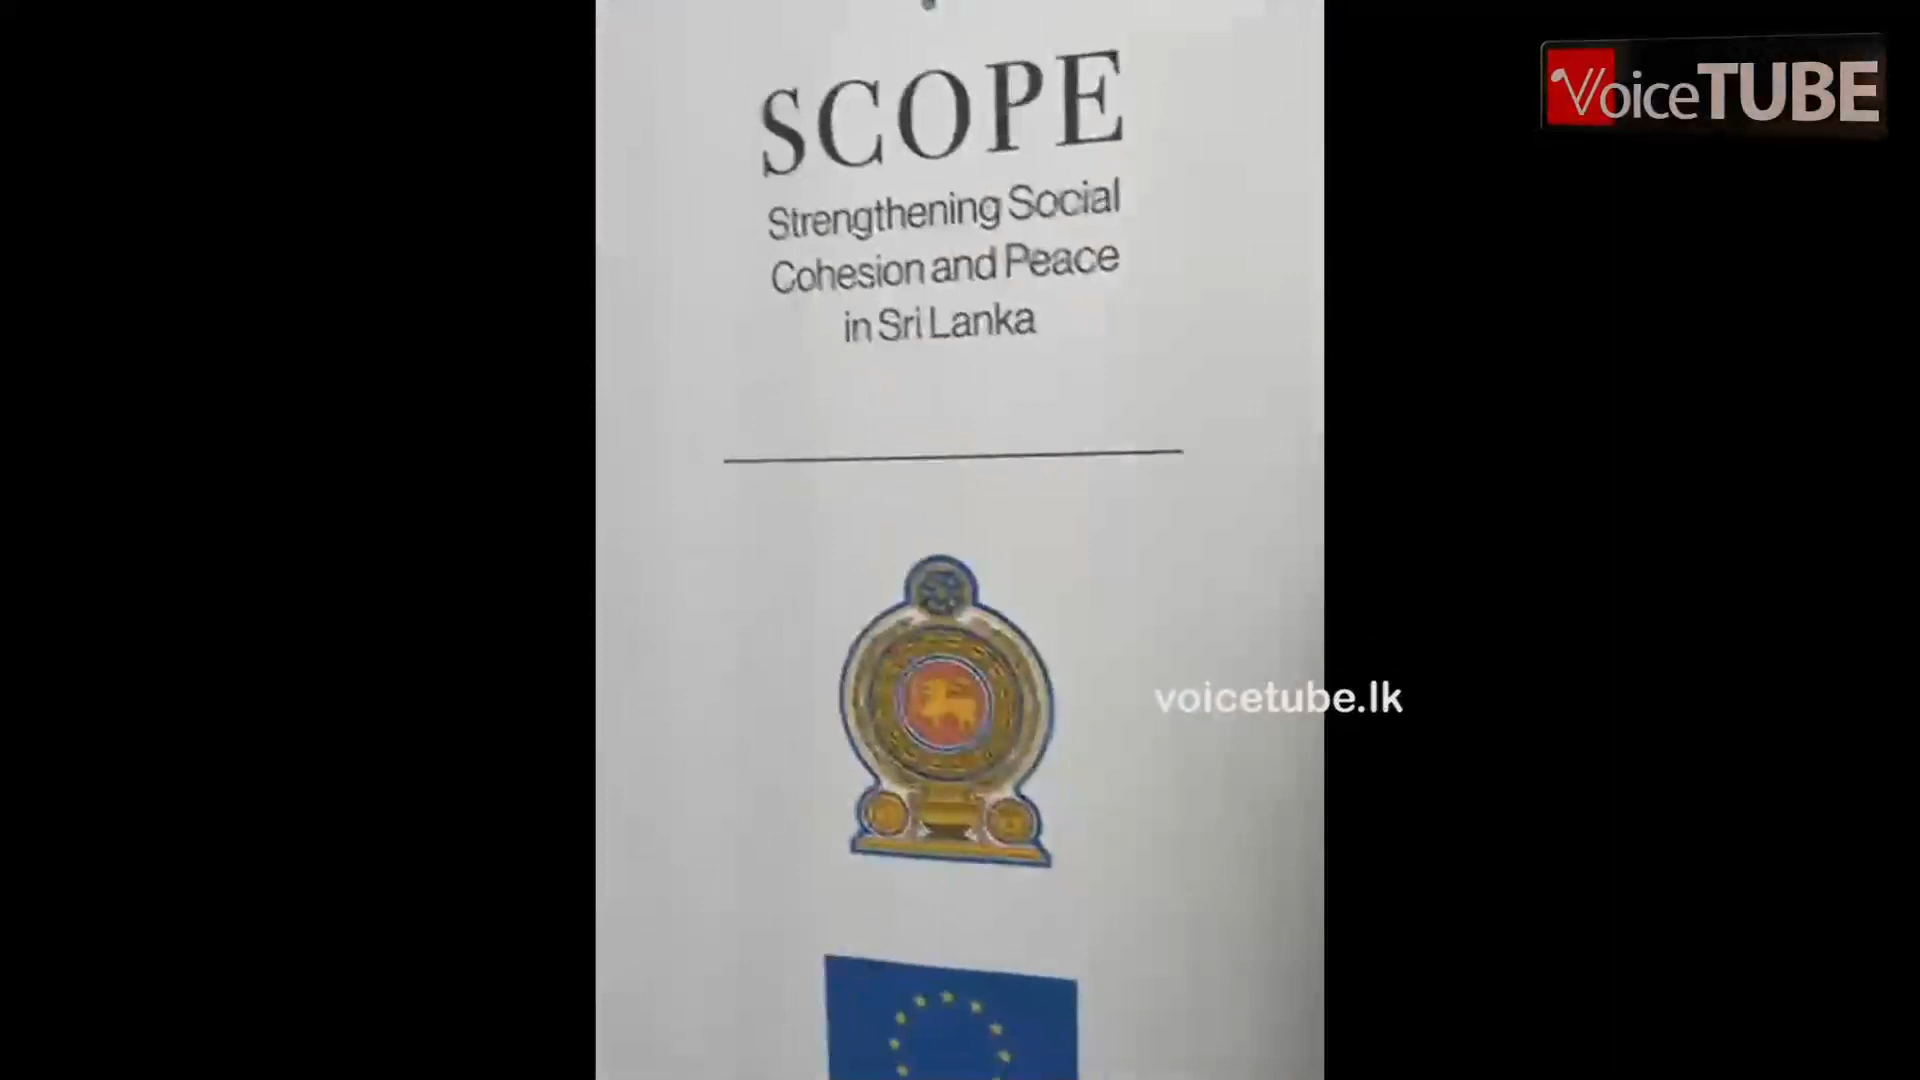 VoiceTUBE
SCOPE
Strengthening Social
Cohesion and Peace
in Sri Lanka
voicetube.lk